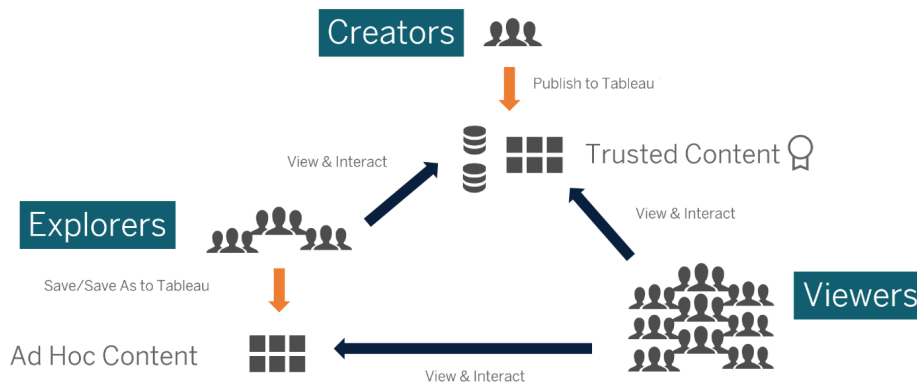 Creators
Publish to Tableau
Trusted Content
View & Interact
View & Interact
Explorers
Save/Save As to Tableau
Viewers
Ad Hoc Content
View & Interact